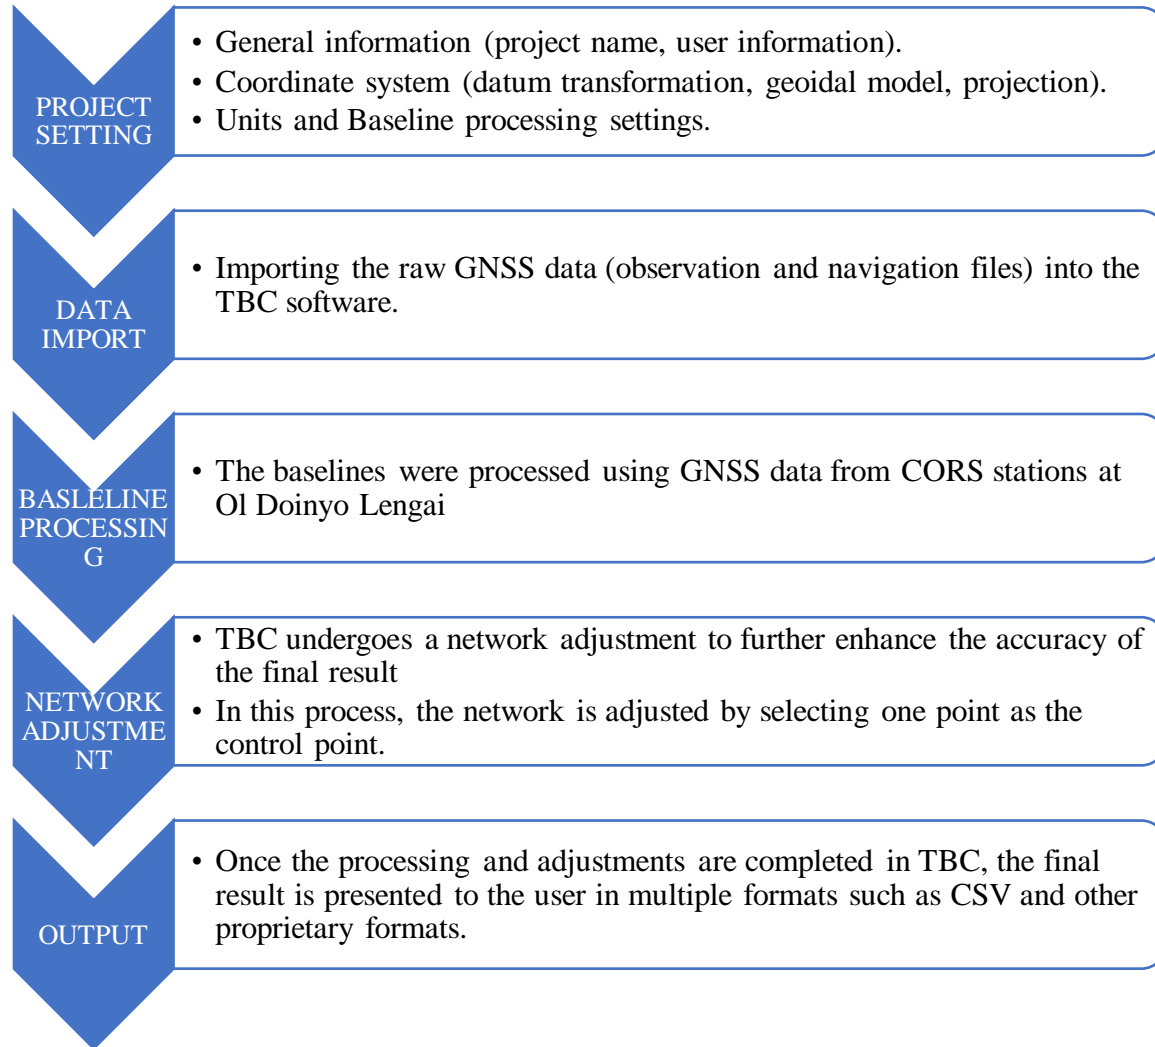 PROJECT
SETTING
• General information (project name, user information).
• Coordinate system (datum transformation, geoidal model, projection).
• Units and Baseline processing settings.
DATA
IMPORT
• Importing the raw GNSS data (observation and navigation files) into the
TBC software.
BASLELINE
PROCESSIN
G
• The baselines were processed using GNSS data from CORS stations at
Ol Doinyo Lengai
NETWORK
ADJUSTME
NT
• TBC undergoes a network adjustment to further enhance the accuracy of
the final result
• In this process, the network is adjusted by selecting one point as the
control point.
OUTPUT
• Once the processing and adjustments are completed in TBC, the final
result is presented to the user in multiple formats such as CSV and other
proprietary formats.